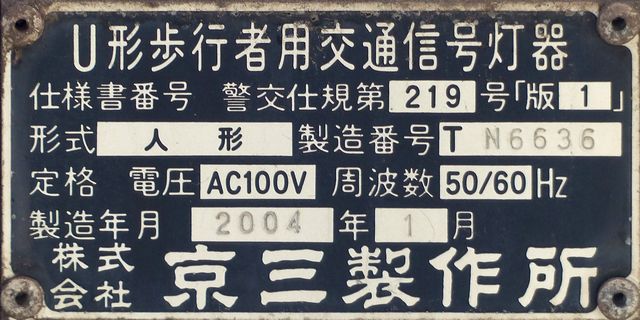 U形歩行者用交通信号灯器
仕様書番号 警交仕規第 219 号「版 1」
形式 人形 製造番号 T N6636
定格 電圧 AC100V 周波数 50/60 Hz
製造年月 2004 年 1 月
株式会社 京三製作所